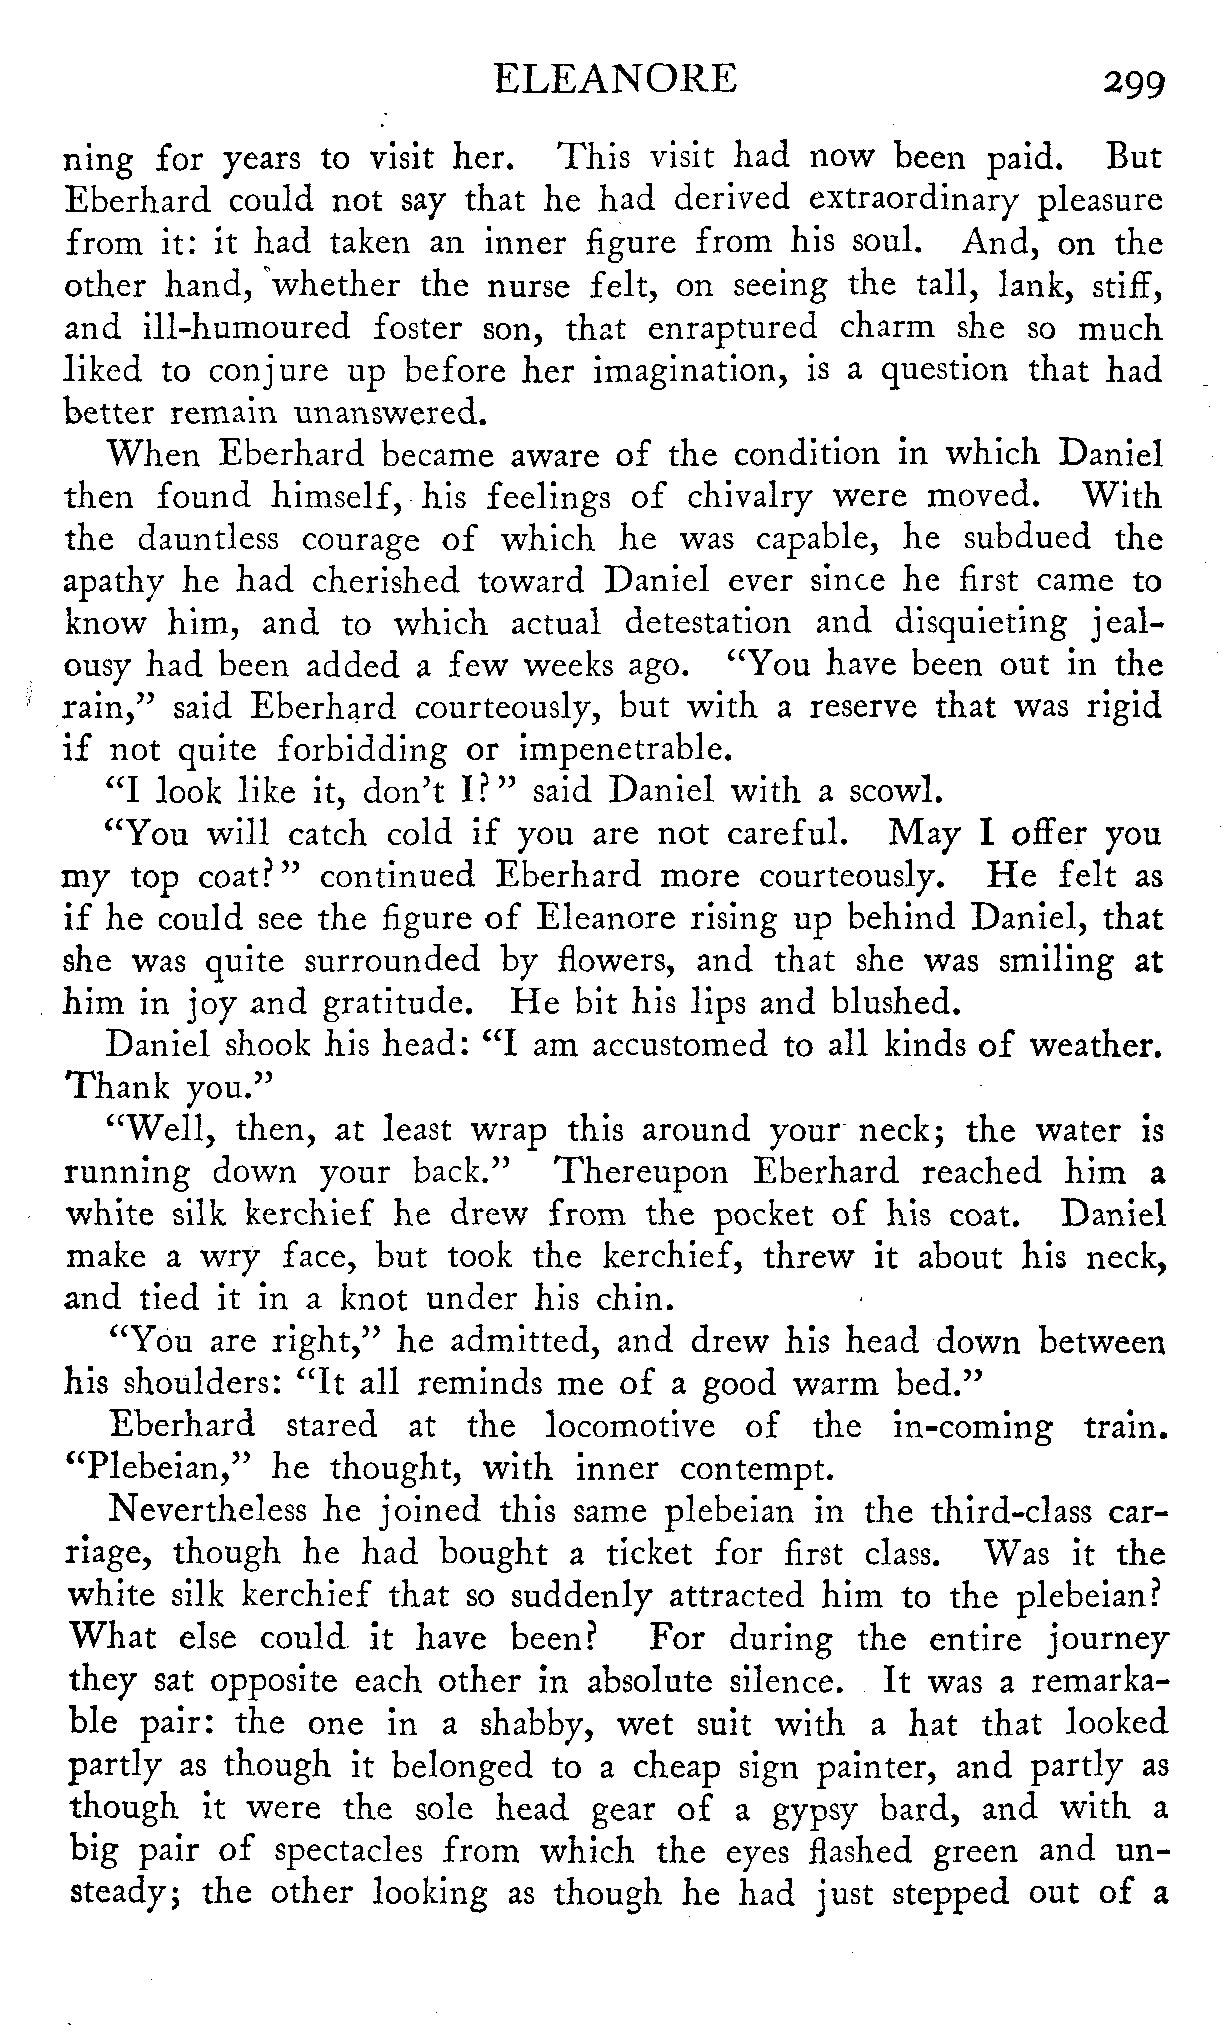 ELEANORE 299
ning for years to visit her. This visit had now been paid. But
Eberhard could not say that he had derived extraordinary pleasure
from it: it had taken an inner figure from his soul. And, on the
other hand, whether the nurse felt, on seeing the tall, lank, stiff,
and ill-humoured foster son, that enraptured charm she so much
liked to conjure up before her imagination, is a question that had
better remain unanswered.
When Eberhard became aware of the condition in which Daniel
then found himself, his feelings of chivalry were moved. With
the dauntless courage of which he was capable, he subdued the
apathy he had cherished toward Daniel ever since he first came to
know him, and to which actual detestation and disquieting jeal-
ousy had been added a few weeks ago. “You have been out in the
rain,” said Eberhard courteously, but with a reserve that was rigid
if not quite forbidding or impenetrable.
“I look like it, don’t I?” said Daniel with a scowl.
“You will catch cold if you are not careful. May I offer you
my top coat?” continued Eberhard more courteously. He felt as
if he could see the figure of Eleanore rising up behind Daniel, that
she was quite surrounded by flowers, and that she was smiling at
him in joy and gratitude. He bit his lips and blushed.
Daniel shook his head: “I am accustomed to all kinds of weather.
Thank you.”
“Well, then, at least wrap this around your neck; the water is
running down your back.” Thereupon Eberhard reached him a
white silk kerchief he drew from the pocket of his coat. Daniel
make a wry face, but took the kerchief, threw it about his neck,
and tied it in a knot under his chin.
“You are right,” he admitted, and drew his head down between
his shoulders: “It all reminds me of a good warm bed.”
Eberhard stared at the locomotive of the in-coming train.
“Plebeian,” he thought, with inner contempt.
Nevertheless he joined this same plebeian in the third-class car-
riage, though he had bought a ticket for first class. Was it the
white silk kerchief that so suddenly attracted him to the plebeian?
What else could it have been? For during the entire journey
they sat opposite each other in absolute silence. It was a remarka-
ble pair: the one in a shabby, wet suit with a hat that looked
partly as though it belonged to a cheap sign painter, and partly as
though it were the sole head gear of a gypsy bard, and with a
big pair of spectacles from which the eyes flashed green and un-
steady; the other looking as though he had just stepped out of a